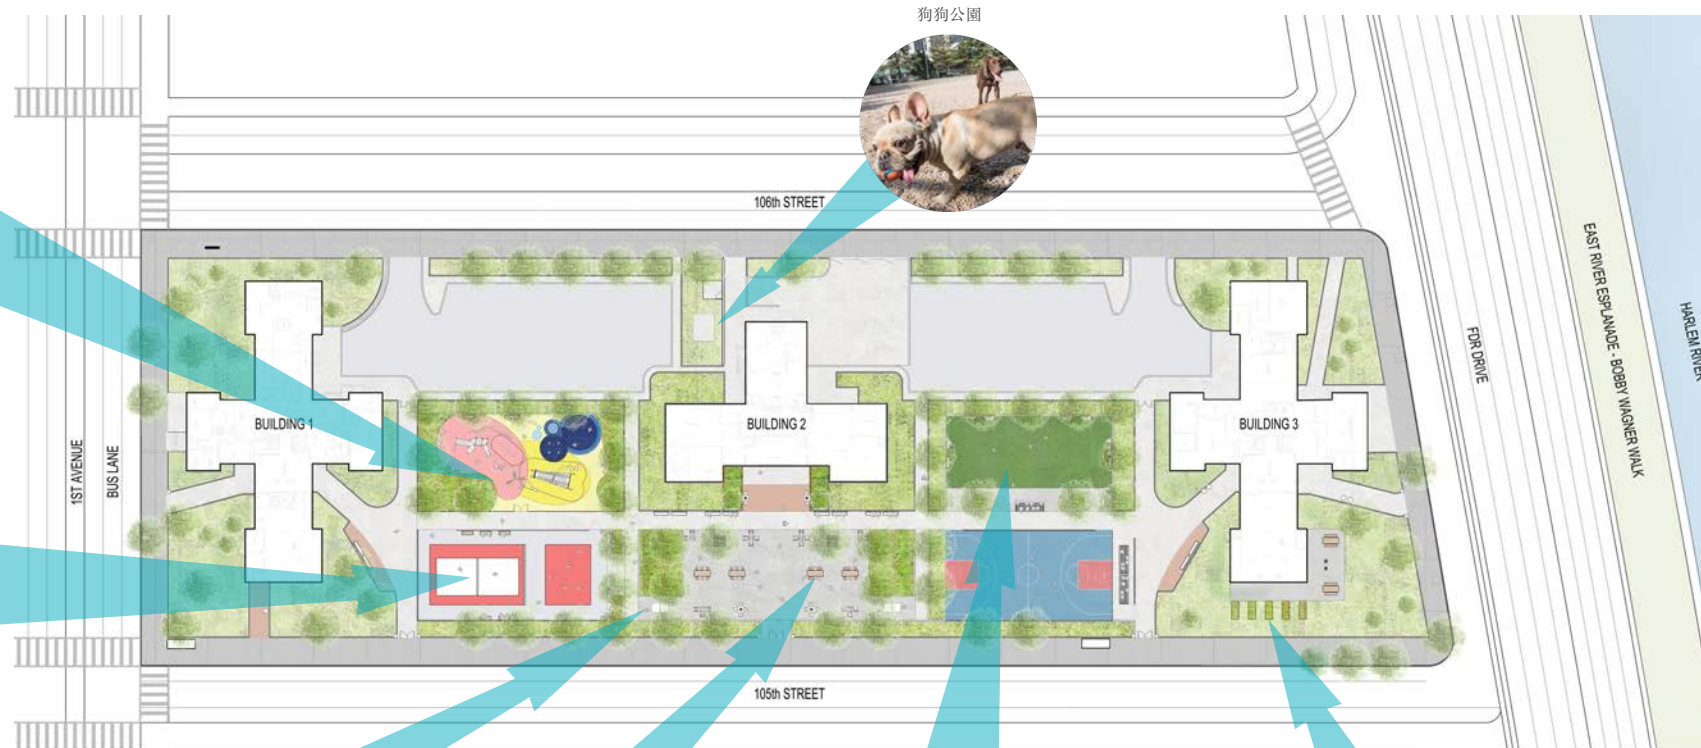 狗狗公園
106th STREET
BUILDING 1
BUILDING 2
BUILDING 3
1ST AVENUE
BUS LANE
105th STREET
FDR DRIVE
EAST RIVER ESPLANADE - BOBBY WAGNER WALK
HARLEM RIVER